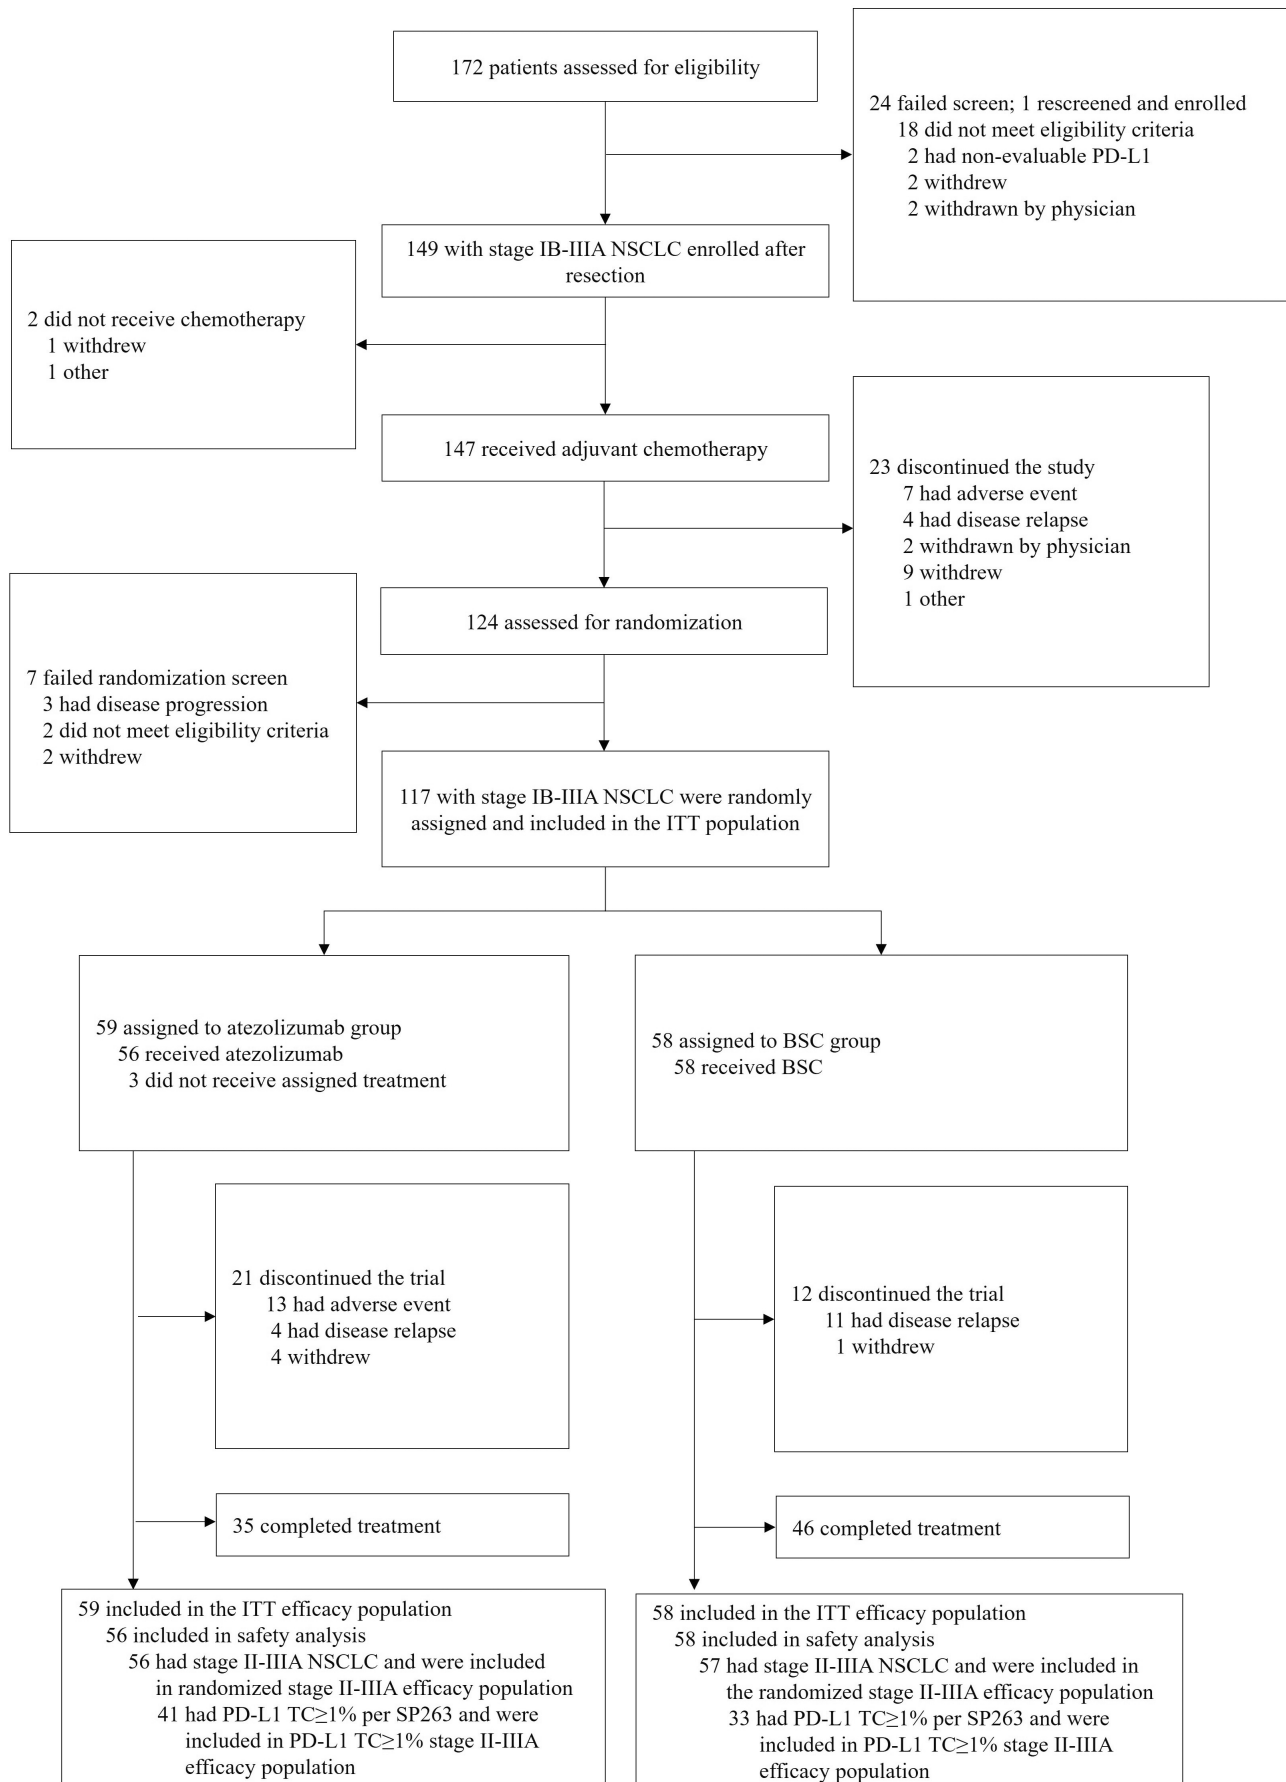 172 patients assessed for eligibility
24 failed screen; 1 rescreened and enrolled
18 did not meet eligibility criteria
2 had non-evaluable PD-L1
2 withdrew
2 withdrawn by physician
149 with stage IB-IIIA NSCLC enrolled after
resection
2 did not receive chemotherapy
1 withdrew
1 other
147 received adjuvant chemotherapy
23 discontinued the study
7 had adverse event
4 had disease relapse
2 withdrawn by physician
9 withdrew
1 other
124 assessed for randomization
7 failed randomization screen
3 had disease progression
2 did not meet eligibility criteria
2 withdrew
117 with stage IB-IIIA NSCLC were randomly
assigned and included in the ITT population
59 assigned to atezolizumab group
56 received atezolizumab
3 did not receive assigned treatment
58 assigned to BSC group
58 received BSC
21 discontinued the trial
13 had adverse event
4 had disease relapse
4 withdrew
12 discontinued the trial
11 had disease relapse
1 withdrew
35 completed treatment
46 completed treatment
59 included in the ITT efficacy population
56 included in safety analysis
56 had stage II-IIIA NSCLC and were included
in randomized stage II-IIIA efficacy population
41 had PD-L1 TC≥1% per SP263 and were
included in PD-L1 TC≥1% stage II-IIIA
efficacy population
58 included in the ITT efficacy population
58 included in safety analysis
57 had stage II-IIIA NSCLC and were included in
the randomized stage II-IIIA efficacy population
33 had PD-L1 TC≥1% per SP263 and were
included in PD-L1 TC≥1% stage II-IIIA
efficacy population